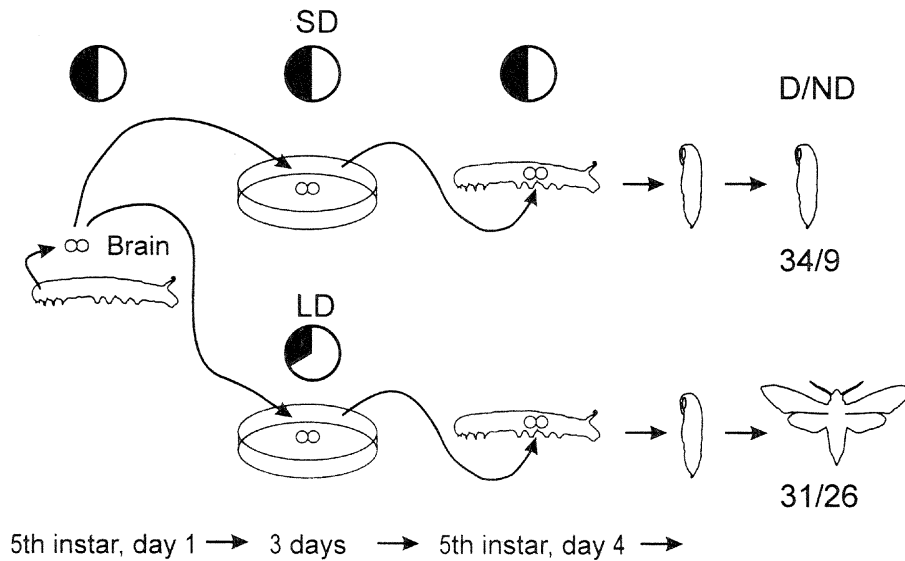 SD
D/ND
Brain
34/9
LD
31/26
5th instar, day 1 → 3 days → 5th instar, day 4 →